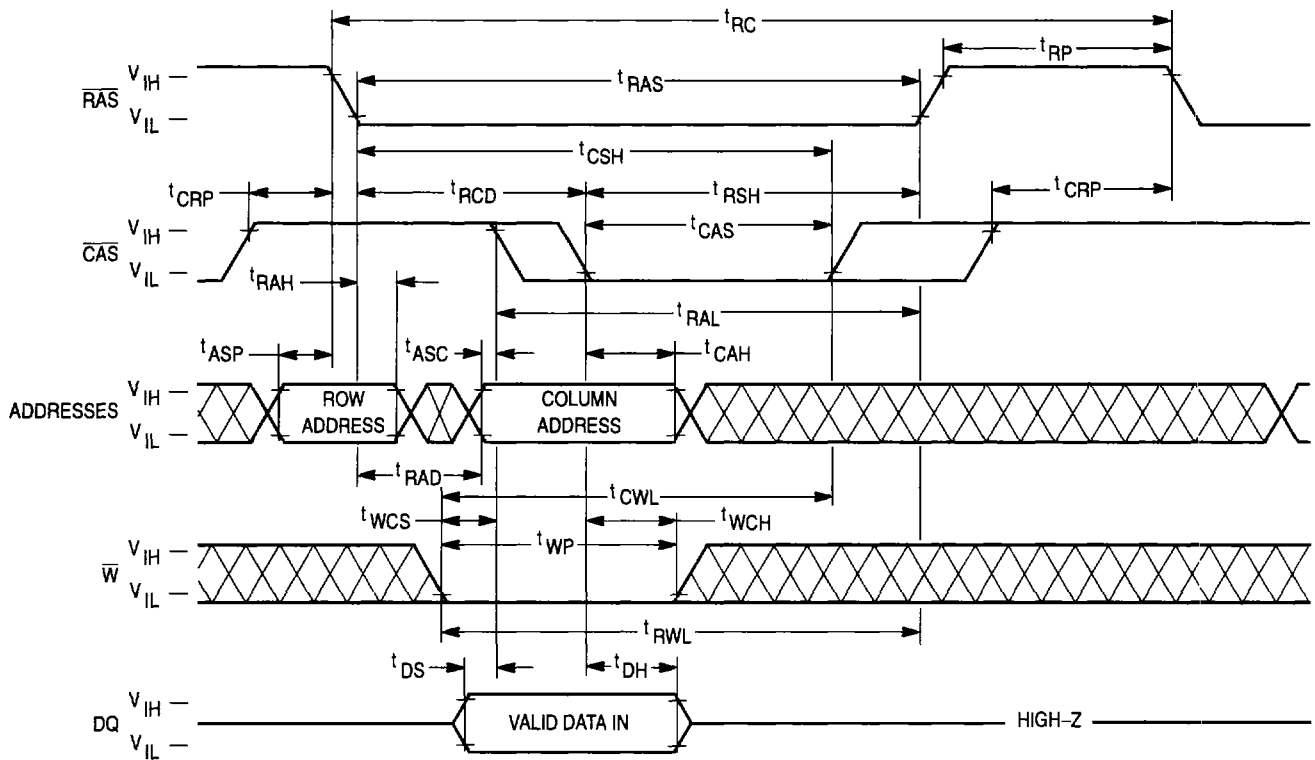 tRC
tRP
VIH
RAS
tRAS
VIL
tCSH
tCRP
tRCD
tRSH
tCRP
VIH
tCAS
CAS
VIL
tRAH
tRAL
tASP
tASC
tCAH
VIH
ADDRESSES
ROW ADDRESS
COLUMN ADDRESS
VIL
tRAD
tCWL
tWCS
tWCH
tWP
VIH
W
VIL
tRWL
tDS
tDH
VIH
DQ
VALID DATA IN
HIGH–Z
VIL